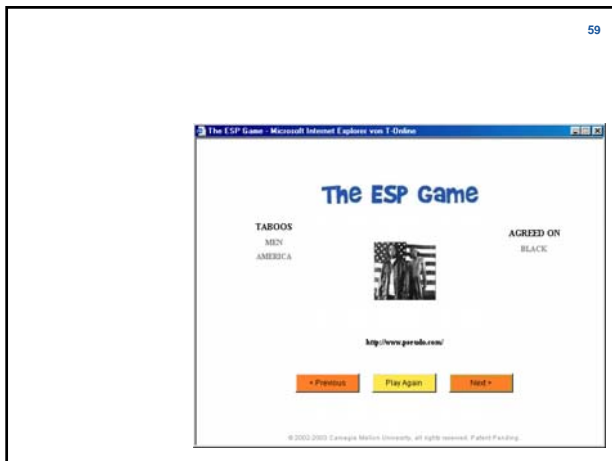 59
The ESP Game - Microsoft Internet Explorer von T-Online
The ESP Game
TABOOS
MEN
AMERICA
AGREED ON
BLACK
http://www.pseudo.com/
< Previous
Play Again
Next >
© 2002-2003 Carnegie Mellon University, all rights reserved. Patent Pending.